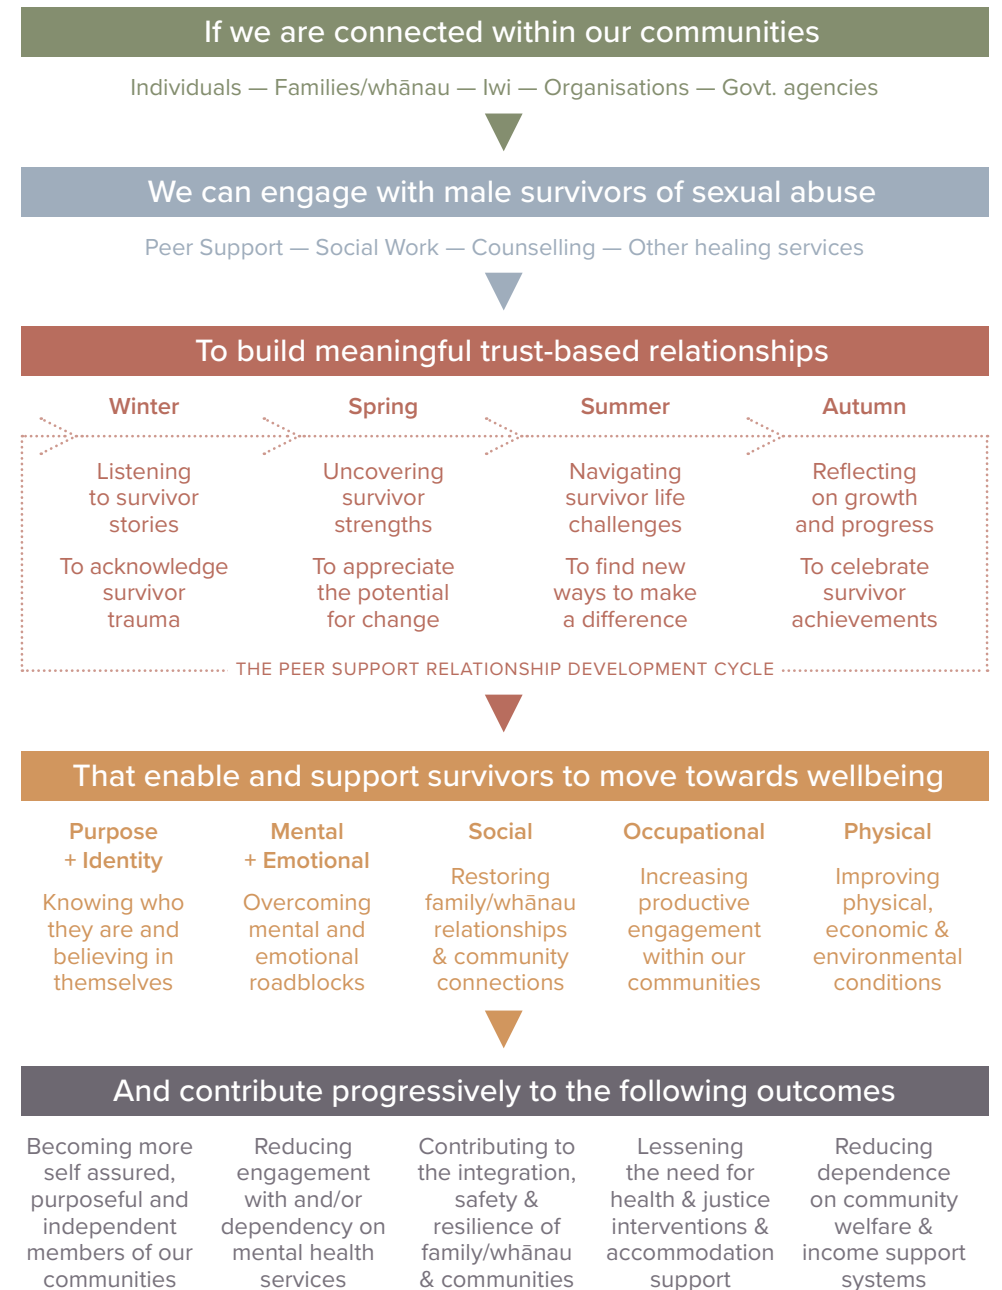 If we are connected within our communities
Individuals — Families/whānau — Iwi — Organisations — Govt. agencies
We can engage with male survivors of sexual abuse
Peer Support — Social Work — Counselling — Other healing services
To build meaningful trust-based relationships
Winter
Listening
to survivor
stories
To acknowledge
survivor
trauma
Spring
Uncovering
survivor
strengths
To appreciate
the potential
for change
Summer
Navigating
survivor life
challenges
To find new
ways to make
a difference
Autumn
Reflecting
on growth
and progress
To celebrate
survivor
achievements
THE PEER SUPPORT RELATIONSHIP DEVELOPMENT CYCLE
That enable and support survivors to move towards wellbeing
Purpose
+ Identity
Knowing who
they are and
believing in
themselves
Mental
+ Emotional
Overcoming
mental and
emotional
roadblocks
Social
Restoring
family/whānau
relationships
& community
connections
Occupational
Increasing
productive
engagement
within our
communities
Physical
Improving
physical,
economic &
environmental
conditions
And contribute progressively to the following outcomes
Becoming more
self assured,
purposeful and
independent
members of our
communities
Reducing
engagement
with and/or
dependency on
mental health
services
Contributing to
the integration,
safety &
resilience of
family/whānau
& communities
Lessening
the need for
health & justice
interventions &
accommodation
support
Reducing
dependence
on community
welfare &
income support
systems